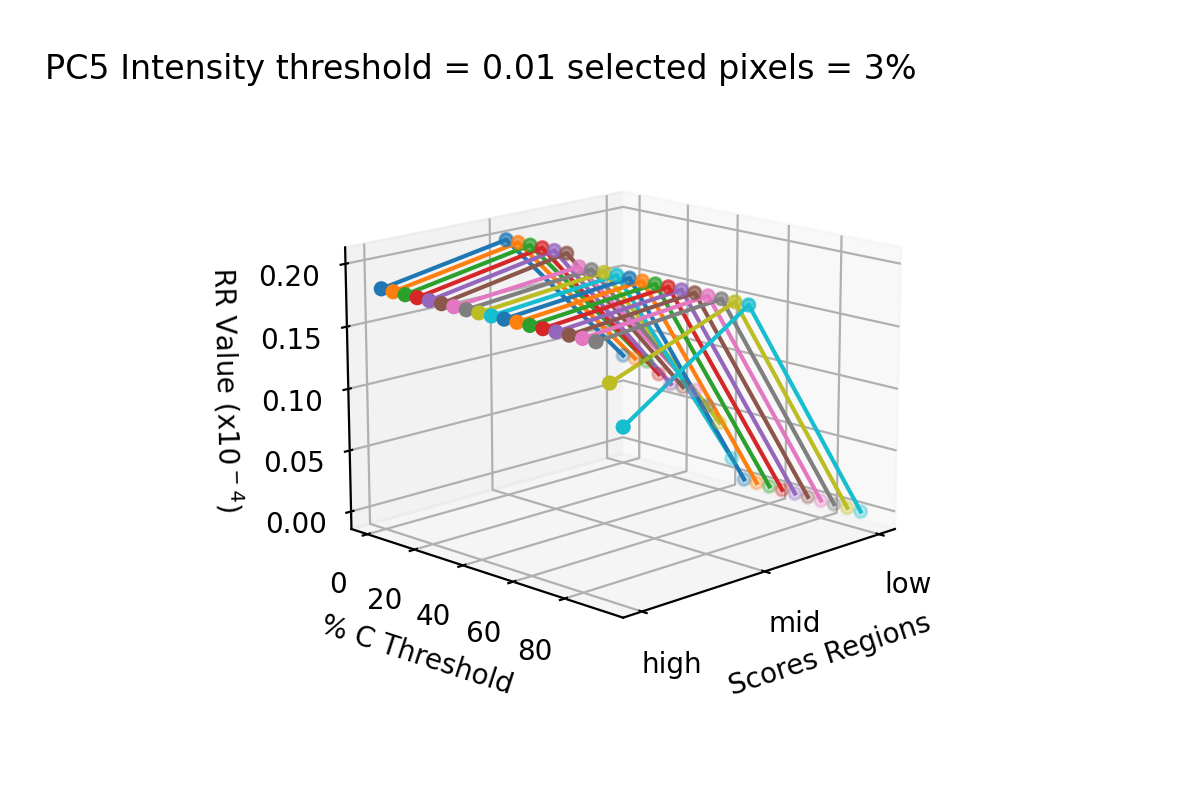 PC5 Intensity threshold = 0.01 selected pixels = 3%
RR Value (x10⁻⁴)
0.20
0.15
0.10
0.05
0.00
0
20
40
60
80
% C Threshold
high
mid
low
Scores Regions